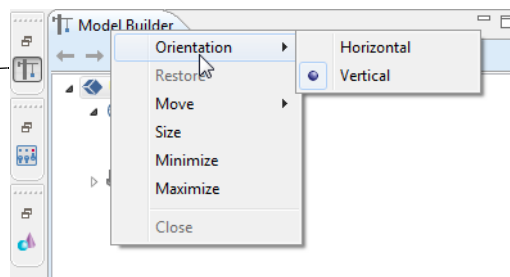 Model Builder
Orientation
Restore
Move
Size
Minimize
Maximize
Close
Horizontal
Vertical